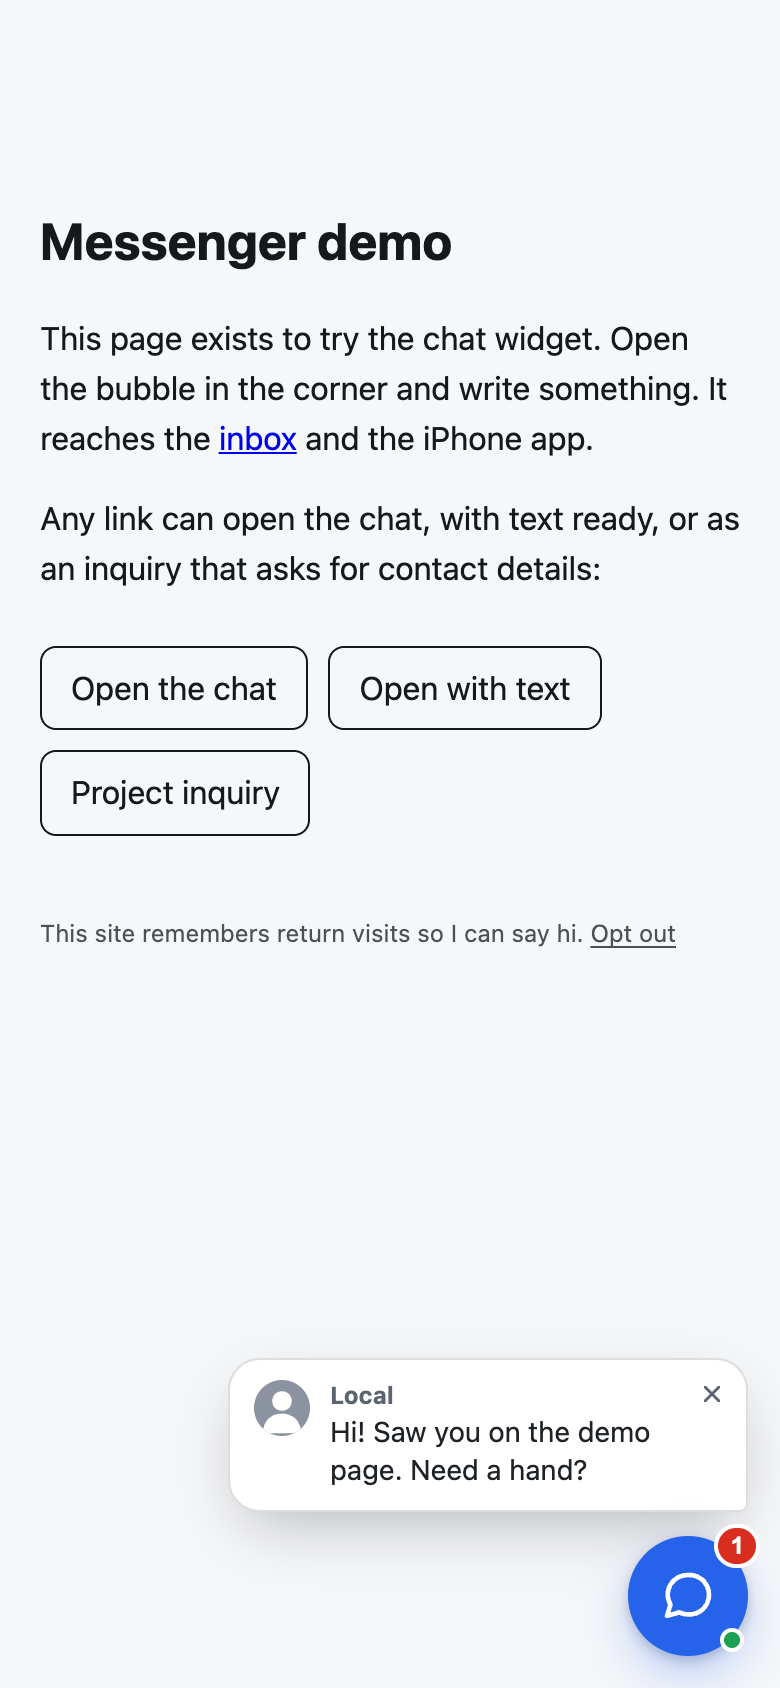 Messenger demo
This page exists to try the chat widget. Open
the bubble in the corner and write something. It
reaches the inbox and the iPhone app.
Any link can open the chat, with text ready, or as
an inquiry that asks for contact details:
Open the chat
Open with text
Project inquiry
This site remembers return visits so I can say hi. Opt out
Local
Hi! Saw you on the demo
page. Need a hand?
1